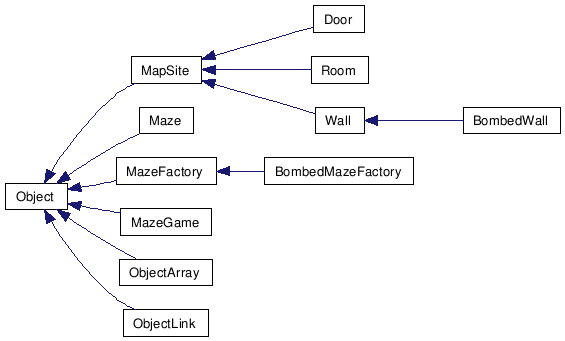 Door
MapSite
Room
Maze
Wall
BombedWall
MazeFactory
BombedMazeFactory
Object
MazeGame
ObjectArray
ObjectLink